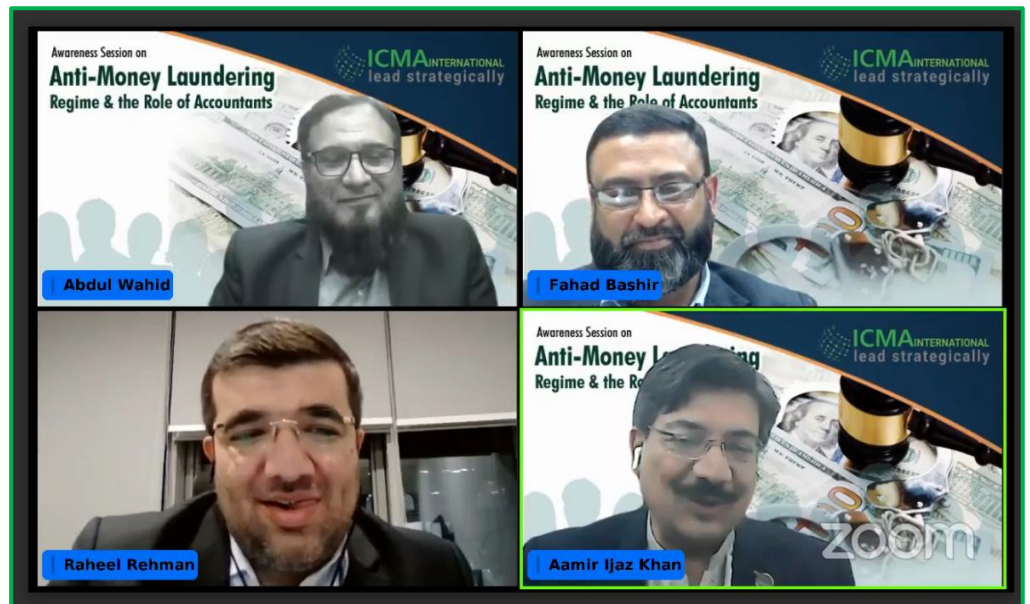 Awareness Session on
Anti-Money Laundering
Regime & the Role of Accountants
ICMA INTERNATIONAL
lead strategically
Abdul Wahid
Awareness Session on
Anti-Money Laundering
Regime & the Role of Accountants
ICMA INTERNATIONAL
lead strategically
Fahad Bashir
Raheel Rehman
Awareness Session on
Anti-Money
Regime & the
ICMA INTERNATIONAL
lead strategically
Aamir Ijaz Khan
zoom